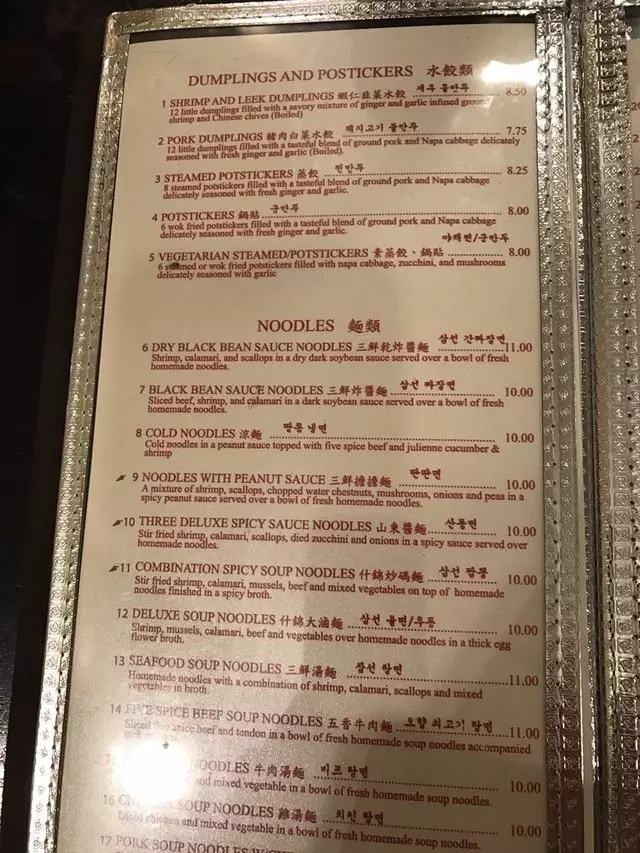 DUMPLINGS AND POSTICKERS 水餃類
1 SHRIMP AND LEEK DUMPLINGS 蝦仁韭菜水餃 새우 물만두 8.50
12 little dumplings filled with a savory mixture of ginger and garlic infused ground
shrimp and Chinese chives (Boiled)
2 PORK DUMPLINGS 豬肉白菜水餃 돼지고기 물만두 7.75
12 little dumplings filled with a tasteful blend of ground pork and Napa cabbage delicately
seasoned with fresh ginger and garlic (Boiled).
3 STEAMED POTSTICKERS 蒸餃 찐만두 8.25
8 steamed potstickers filled with a tasteful blend of ground pork and Napa cabbage
delicately seasoned with fresh ginger and garlic.
4 POTSTICKERS 鍋貼 군만두 8.00
6 wok fried potstickers filled with a tasteful blend of ground pork and Napa cabbage
delicately seasoned with fresh ginger and garlic.
야채찐/군만두
5 VEGETARIAN STEAMED/POTSTICKERS 素蒸餃、鍋貼 8.00
6 steamed or wok fried potstickers filled with napa cabbage, zucchini, and mushrooms
delicately seasoned with garlic
NOODLES 麵類
6 DRY BLACK BEAN SAUCE NOODLES 三鮮乾炸醬麵 삼선 간짜장면 11.00
Shrimp, calamari, and scallops in a dry dark soybean sauce served over a bowl of fresh
homemade noodles.
7 BLACK BEAN SAUCE NOODLES 三鮮炸醬麵 삼선 짜장면 10.00
Sliced beef, shrimp, and calamari in a dark soybean sauce served over a bowl of fresh
homemade noodles.
8 COLD NOODLES 涼麵 땅콩 냉면 10.00
Cold noodles in a peanut sauce topped with five spice beef and julienne cucumber &
shrimp
9 NOODLES WITH PEANUT SAUCE 三鮮擔擔麵 딴딴면 10.00
A mixture of shrimp, scallops, chopped water chestnuts, mushrooms, onions and peas in a
spicy peanut sauce served over a bowl of fresh homemade noodles.
10 THREE DELUXE SPICY SAUCE NOODLES 山東醬麵 산동면 10.00
Stir fried shrimp, calamari, scallops, died zucchini and onions in a spicy sauce served over
homemade noodles.
11 COMBINATION SPICY SOUP NOODLES 什錦炒碼麵 삼선 짬뽕 10.00
Stir fried shrimp, calamari, mussels, beef and mixed vegetables on top of homemade
noodles finished in a spicy broth.
12 DELUXE SOUP NOODLES 什錦大滷麵 삼선 울면/우동 10.00
Shrimp, mussels, calamari, beef and vegetables over homemade noodles in a thick egg
flower broth.
13 SEAFOOD SOUP NOODLES 三鮮湯麵 삼선 탕면 11.00
Homemade noodles with a combination of shrimp, calamari, scallops and mixed
vegetables in broth.
14 FIVE SPICE BEEF SOUP NOODLES 五香牛肉麵 오향 쇠고기 탕면 11.00
Sliced five spice beef and tendon in a bowl of fresh homemade soup noodles accompanied
NOODLES 牛肉湯麵 비프 탕면 10.00
and mixed vegetable in a bowl of fresh homemade soup noodles.
16 SOUP NOODLES 雞湯麵 치킨 탕면 10.00
chicken and mixed vegetable in a bowl of fresh homemade soup noodles.
17 PORK SOUP NOODLES